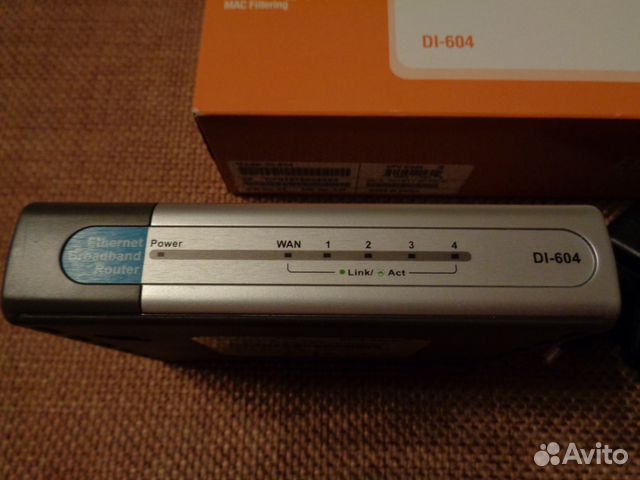 MAC Filtering
DI-604
Ethernet
Broadband
Router
Power
WAN 1 2 3 4
Link/ Act
DI-604
Avito